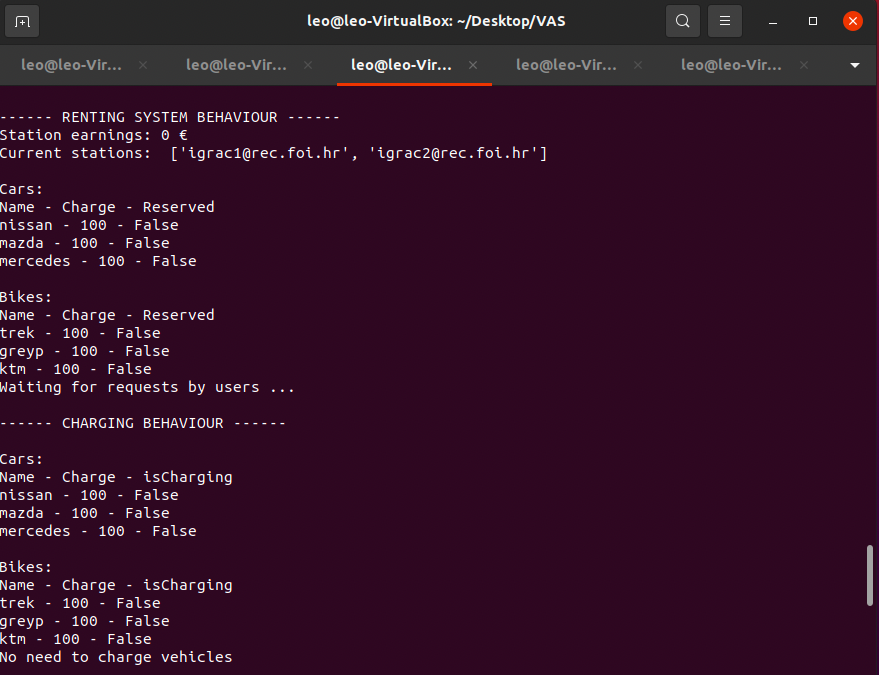 leo@leo-VirtualBox: ~/Desktop/VAS
leo@leo-Vir... leo@leo-Vir... leo@leo-Vir... leo@leo-Vir... leo@leo-Vir...
------ RENTING SYSTEM BEHAVIOUR ------
Station earnings: 0 €
Current stations:  ['igrac1@rec.foi.hr', 'igrac2@rec.foi.hr']
Cars:
Name - Charge - Reserved
nissan - 100 - False
mazda - 100 - False
mercedes - 100 - False
Bikes:
Name - Charge - Reserved
trek - 100 - False
greyp - 100 - False
ktm - 100 - False
Waiting for requests by users ...
------ CHARGING BEHAVIOUR ------
Cars:
Name - Charge - isCharging
nissan - 100 - False
mazda - 100 - False
mercedes - 100 - False
Bikes:
Name - Charge - isCharging
trek - 100 - False
greyp - 100 - False
ktm - 100 - False
No need to charge vehicles